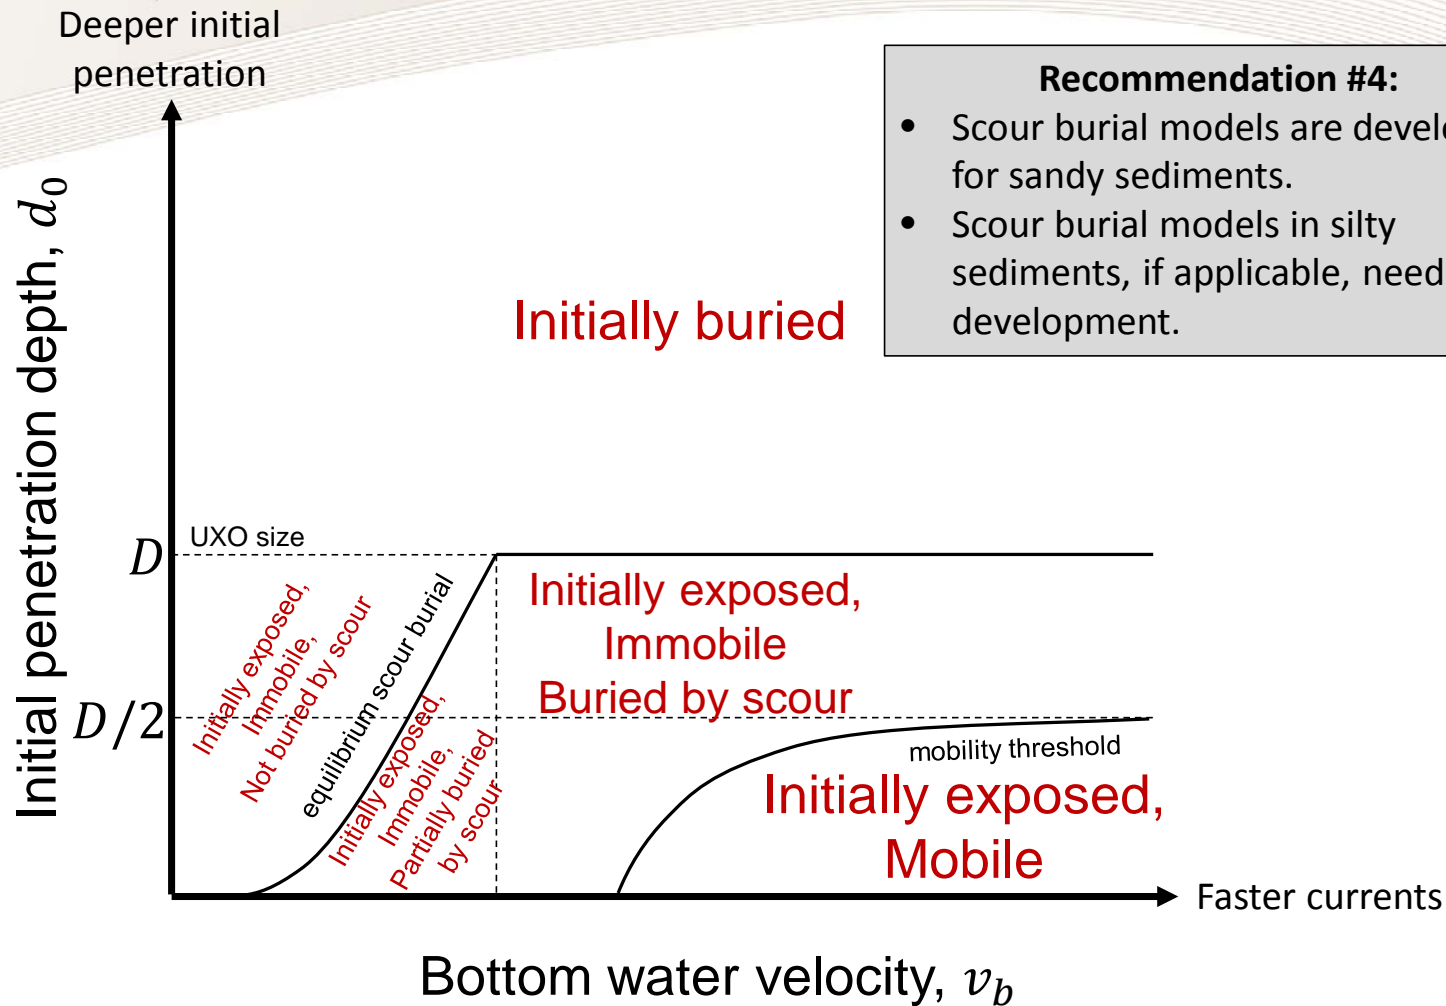 Deeper initial
penetration
Recommendation #4:
• Scour burial models are
for sandy sediments.
• Scour burial models in silty
sediments, if applicable, need
development.
Initial penetration depth, d₀
Initially buried
UXO size
D
D/2
Initially exposed,
Immobile,
Not buried by scour
equilibrium scour burial
Initially exposed,
Immobile,
Partially buried
by scour
Initially exposed,
Immobile
Buried by scour
mobility threshold
Initially exposed,
Mobile
Faster currents
Bottom water velocity, v_b